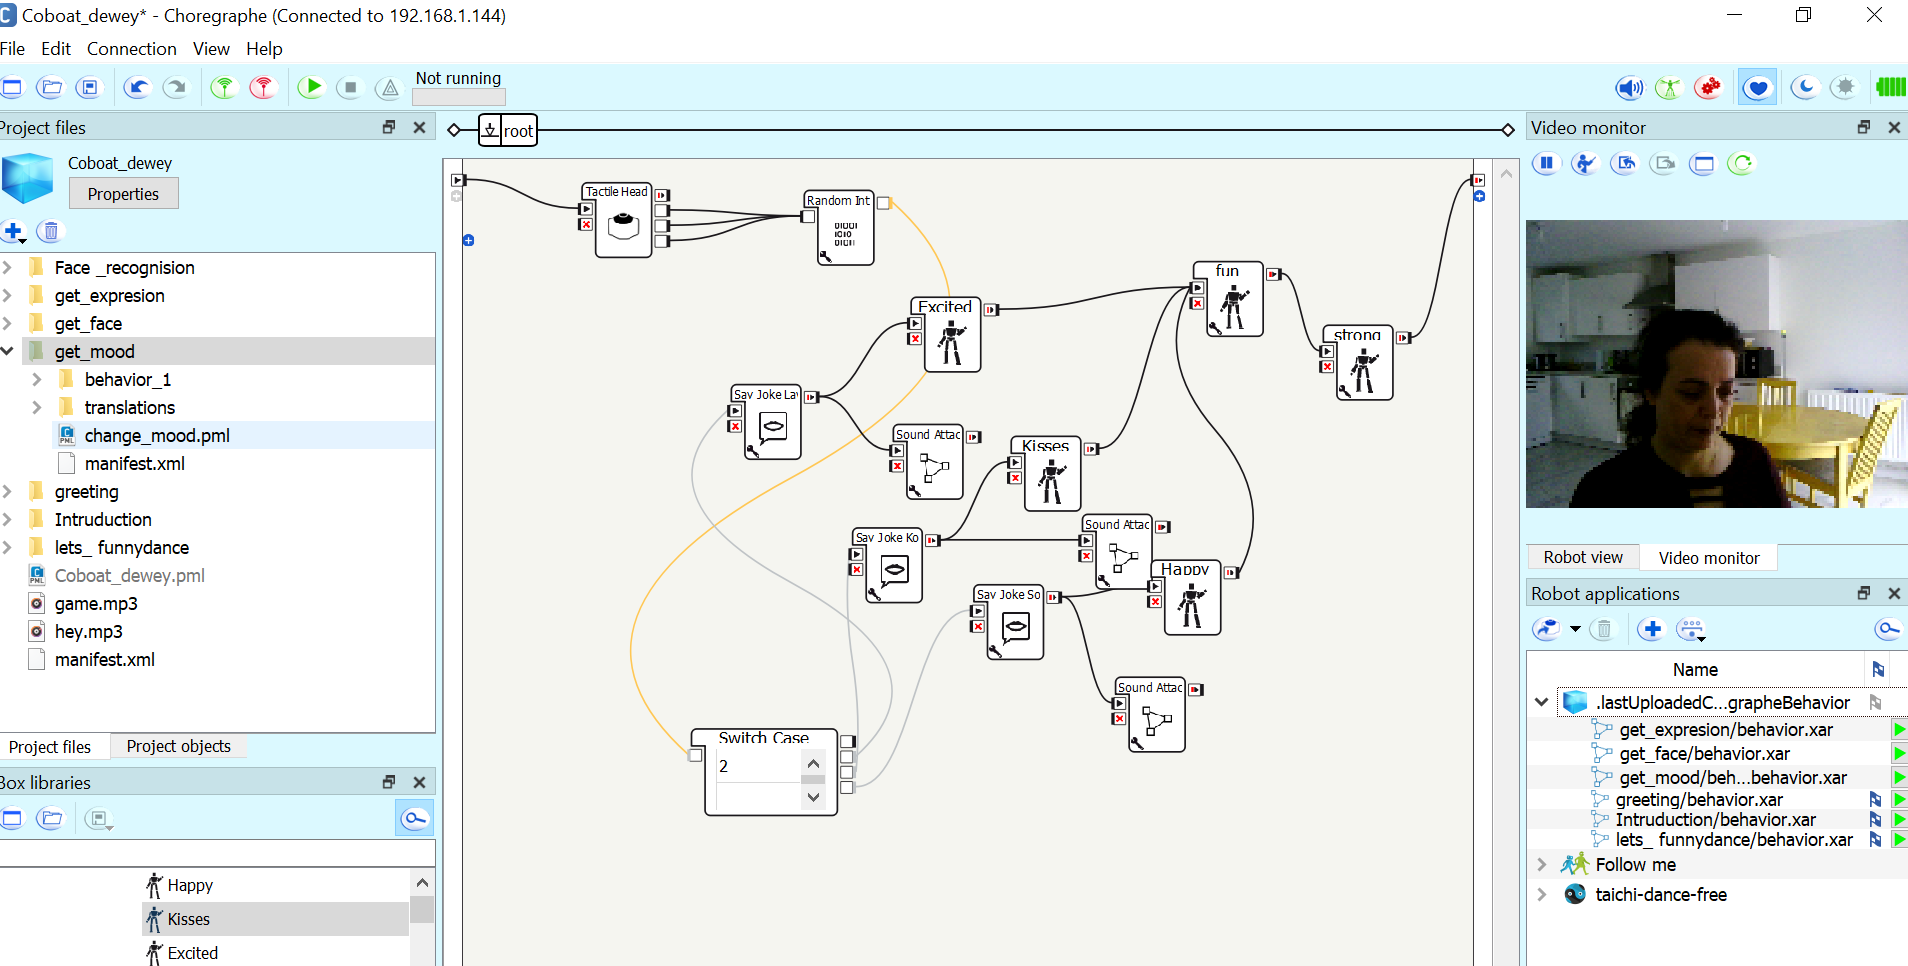 Coboat_dewey* - Choregraphe (Connected to 192.168.1.144)
File Edit Connection View Help
Not running
Project files
Coboat_dewey
Properties
Face _recognision
get_expresion
get_face
get_mood
behavior_1
translations
change_mood.pml
manifest.xml
greeting
Intruduction
lets_ funnydance
Coboat_dewey.pml
game.mp3
hey.mp3
manifest.xml
Project files
Project objects
Box libraries
Happy
Kisses
Excited
root
Tactile Head
Random Int
Excited
fun
strong
Say Joke Lav
Sound Attac
Kisses
Say Joke Ko
Sound Attac
Happy
Say Joke So
Sound Attac
Switch Case
2
Video monitor
Robot view
Video monitor
Robot applications
Name
.lastUploadedC...grapheBehavior
get_expresion/behavior.xar
get_face/behavior.xar
get_mood/beh...behavior.xar
greeting/behavior.xar
Intruduction/behavior.xar
lets_ funnydance/behavior.xar
Follow me
taichi-dance-free